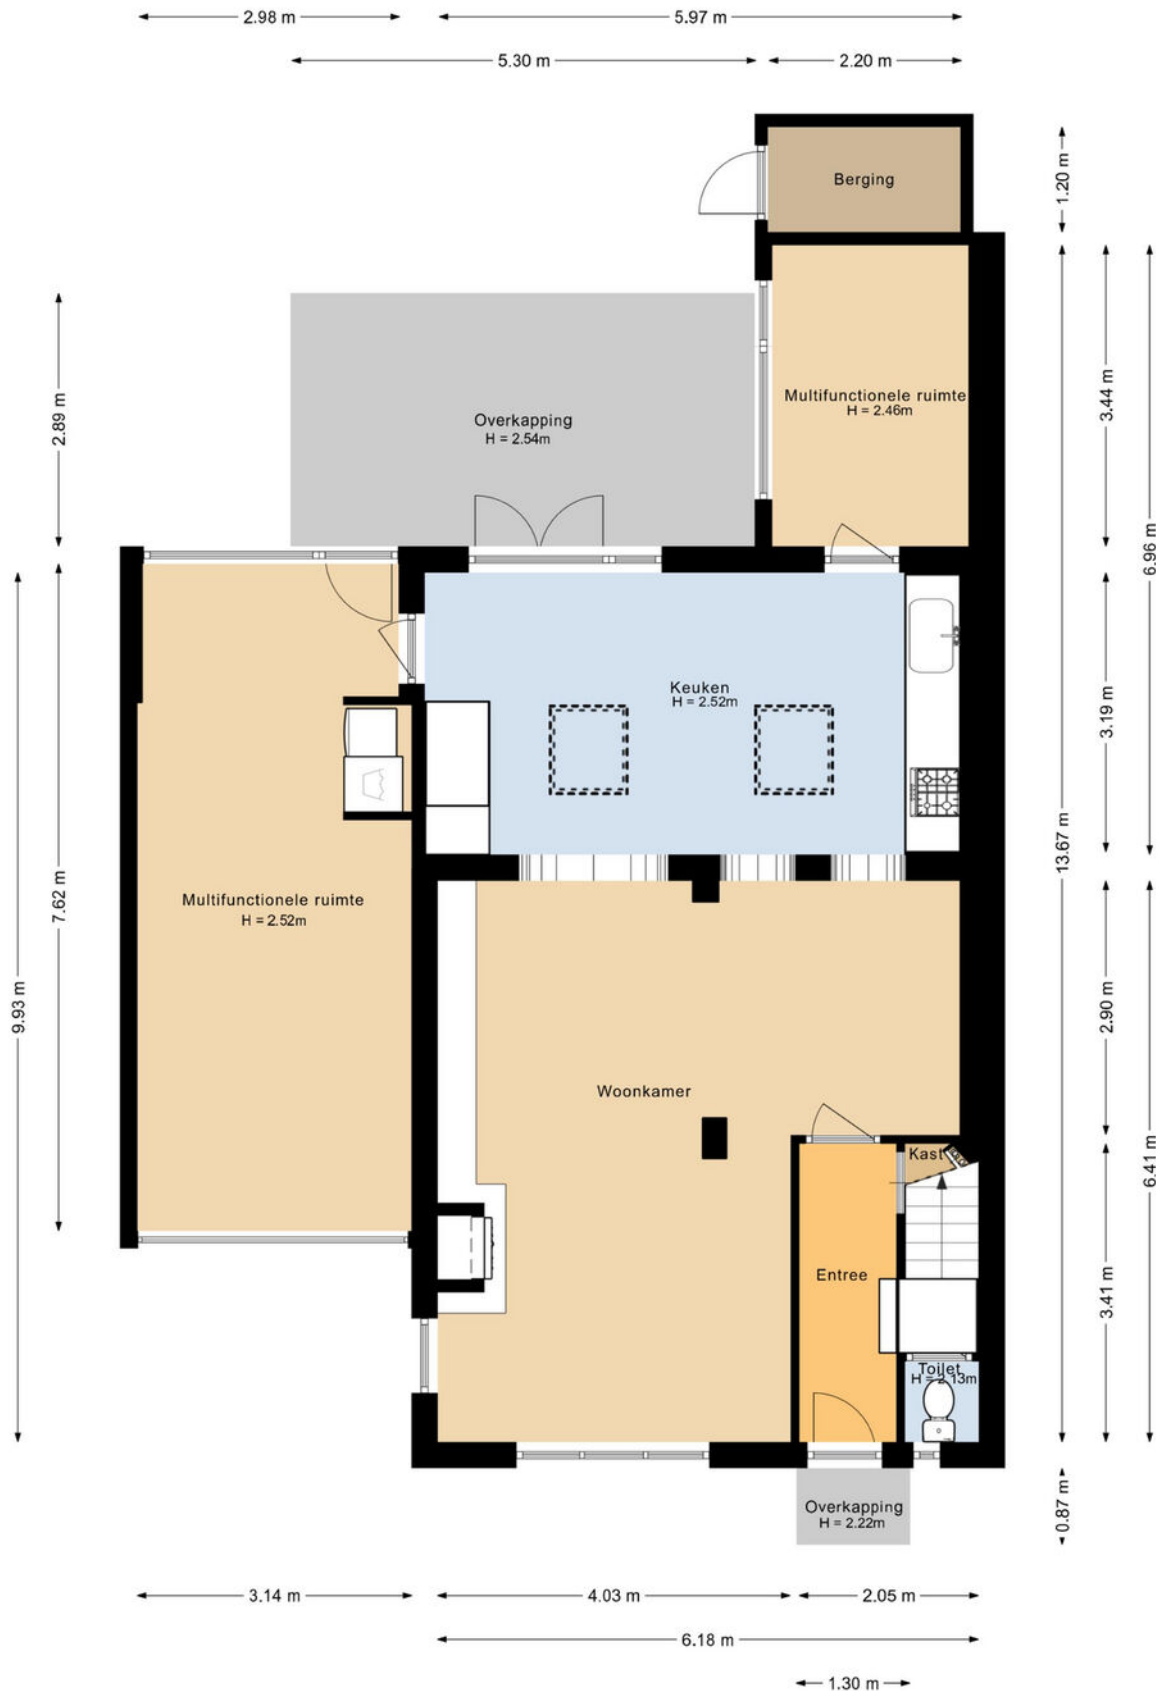 2.98 m
5.97 m
5.30 m
2.20 m
Berging
1.20 m
Multifunctionele ruimte
H = 2.46m
3.44 m
6.96 m
2.89 m
Overkapping
H = 2.54m
Keuken
H = 2.52m
3.19 m
13.67 m
7.62 m
9.93 m
Multifunctionele ruimte
H = 2.52m
2.90 m
Woonkamer
6.41 m
Kast
Entree
3.41 m
Toilet
H = 2.13m
Overkapping
H = 2.22m
0.87 m
3.14 m
4.03 m
2.05 m
6.18 m
1.30 m